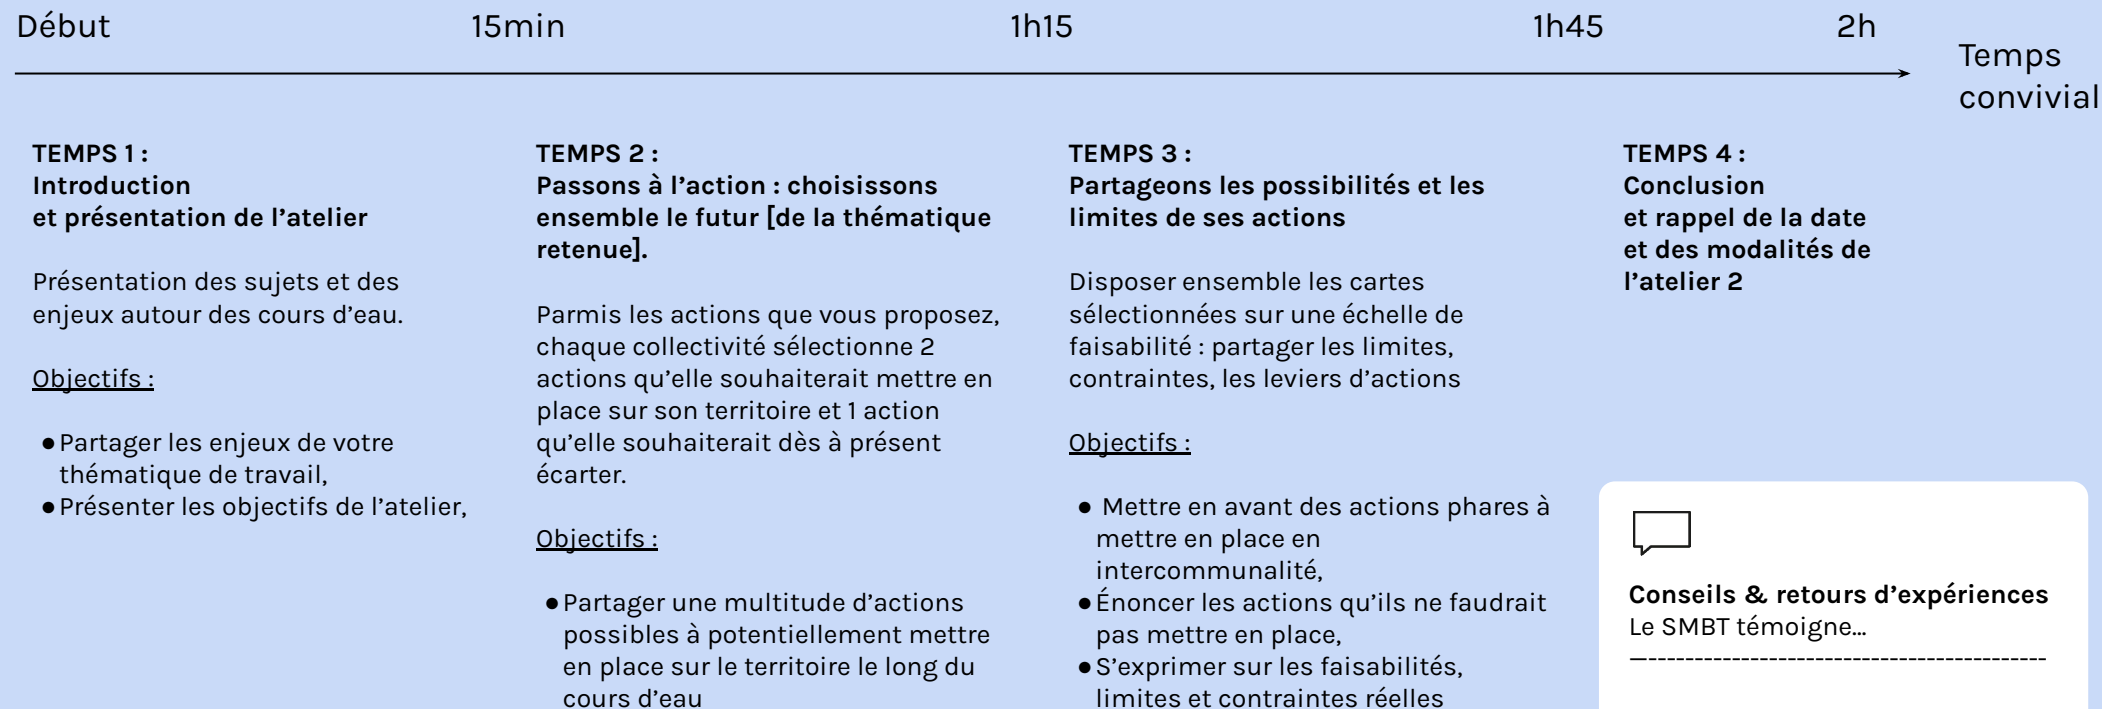 Début
15min
1h15
1h45
2h
Temps
convivial
TEMPS 1 :
Introduction
et présentation de l’atelier
Présentation des sujets et des
enjeux autour des cours d’eau.
Objectifs :
●Partager les enjeux de votre
thématique de travail,
●Présenter les objectifs de l’atelier,
TEMPS 2 :
Passons à l’action : choisissons
ensemble le futur [de la thématique
retenue].
Parmis les actions que vous proposez,
chaque collectivité sélectionne 2
actions qu’elle souhaiterait mettre en
place sur son territoire et 1 action
qu’elle souhaiterait dès à présent
écarter.
Objectifs :
●Partager une multitude d’actions
possibles à potentiellement mettre
en place sur le territoire le long du
cours d’eau
TEMPS 3 :
Partageons les possibilités et les
limites de ses actions
Disposer ensemble les cartes
sélectionnées sur une échelle de
faisabilité : partager les limites,
contraintes, les leviers d’actions
Objectifs :
● Mettre en avant des actions phares à
mettre en place en
intercommunalité,
●Énoncer les actions qu’ils ne faudrait
pas mettre en place,
●S’exprimer sur les faisabilités,
limites et contraintes réelles
TEMPS 4 :
Conclusion
et rappel de la date
et des modalités de
l’atelier 2
Conseils & retours d’expériences
Le SMBT témoigne…
—-------------------------------------------